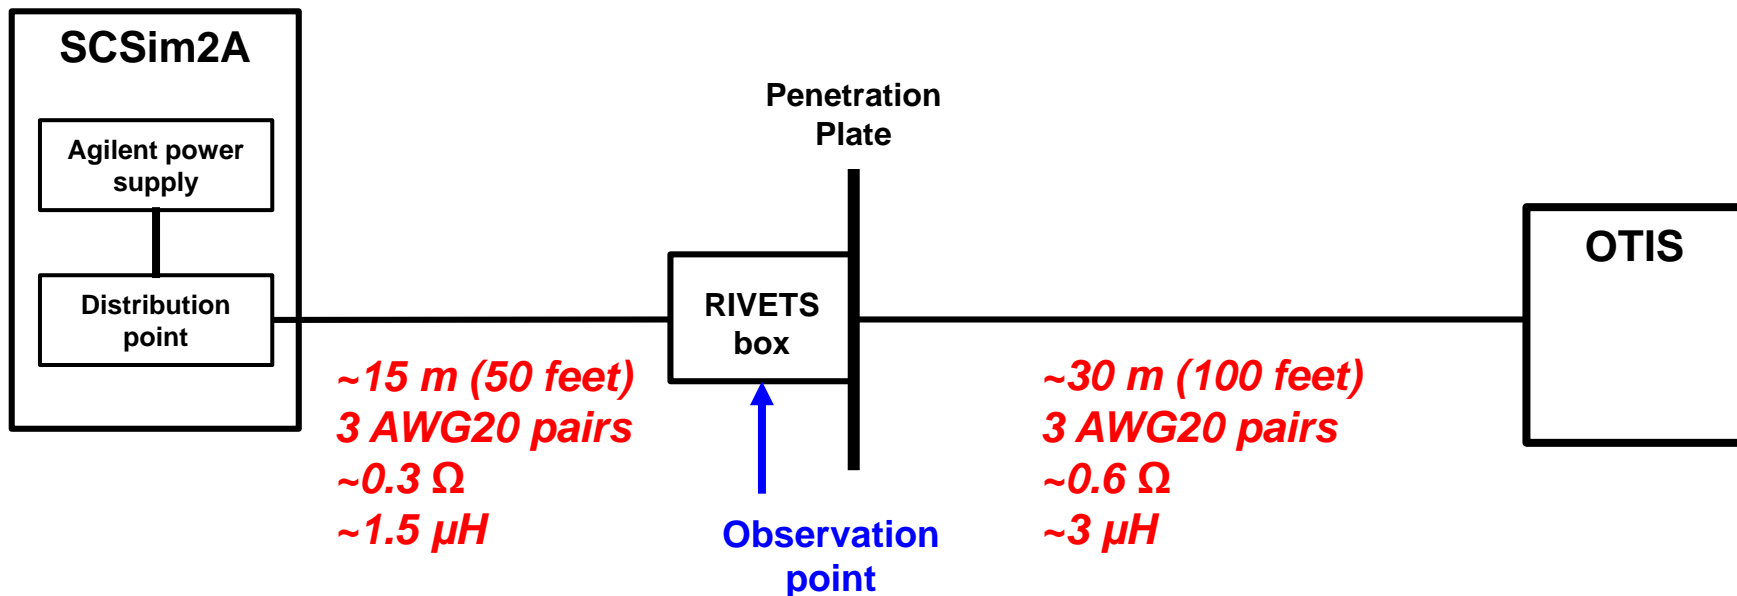 SCSim2A
Agilent power
supply
Distribution
point
~15 m (50 feet)
3 AWG20 pairs
~0.3 Ω
~1.5 µH
RIVETS
box
Penetration
Plate
Observation
point
~30 m (100 feet)
3 AWG20 pairs
~0.6 Ω
~3 µH
OTIS